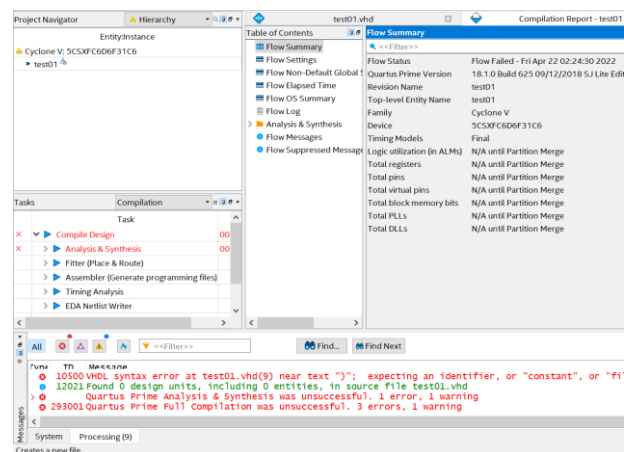 Project Navigator
Hierarchy
Entity:Instance
Cyclone V: 5CSXFC6D6F31C6
test01
Tasks
Compilation
Task
Compile Design
00
Analysis & Synthesis
00
Fitter (Place & Route)
Assembler (Generate programming files)
Timing Analysis
EDA Netlist Writer
test01.vhd
Compilation Report - test01
Table of Contents
Flow Summary
Flow Settings
Flow Non-Default Global S
Flow Elapsed Time
Flow OS Summary
Flow Log
Analysis & Synthesis
Flow Messages
Flow Suppressed Message
Flow Summary
<<Filter>>
Flow Status Flow Failed - Fri Apr 22 02:24:30 2022
Quartus Prime Version 18.1.0 Build 625 09/12/2018 SJ Lite Edit
Revision Name test01
Top-level Entity Name test01
Family Cyclone V
Device 5CSXFC6D6F31C6
Timing Models Final
Logic utilization (in ALMs) N/A until Partition Merge
Total registers N/A until Partition Merge
Total pins N/A until Partition Merge
Total virtual pins N/A until Partition Merge
Total block memory bits N/A until Partition Merge
Total PLLs N/A until Partition Merge
Total DLLs N/A until Partition Merge
All
<<Filter>>
Find...
Find Next
Type ID Message
10500 VHDL syntax error at test01.vhd(9) near text ")"; expecting an identifier, or "constant", or "fil
12021 Found 0 design units, including 0 entities, in source file test01.vhd
Quartus Prime Analysis & Synthesis was unsuccessful. 1 error, 1 warning
293001 Quartus Prime Full Compilation was unsuccessful. 3 errors, 1 warning
Messages
System
Processing (9)
Creates a new file